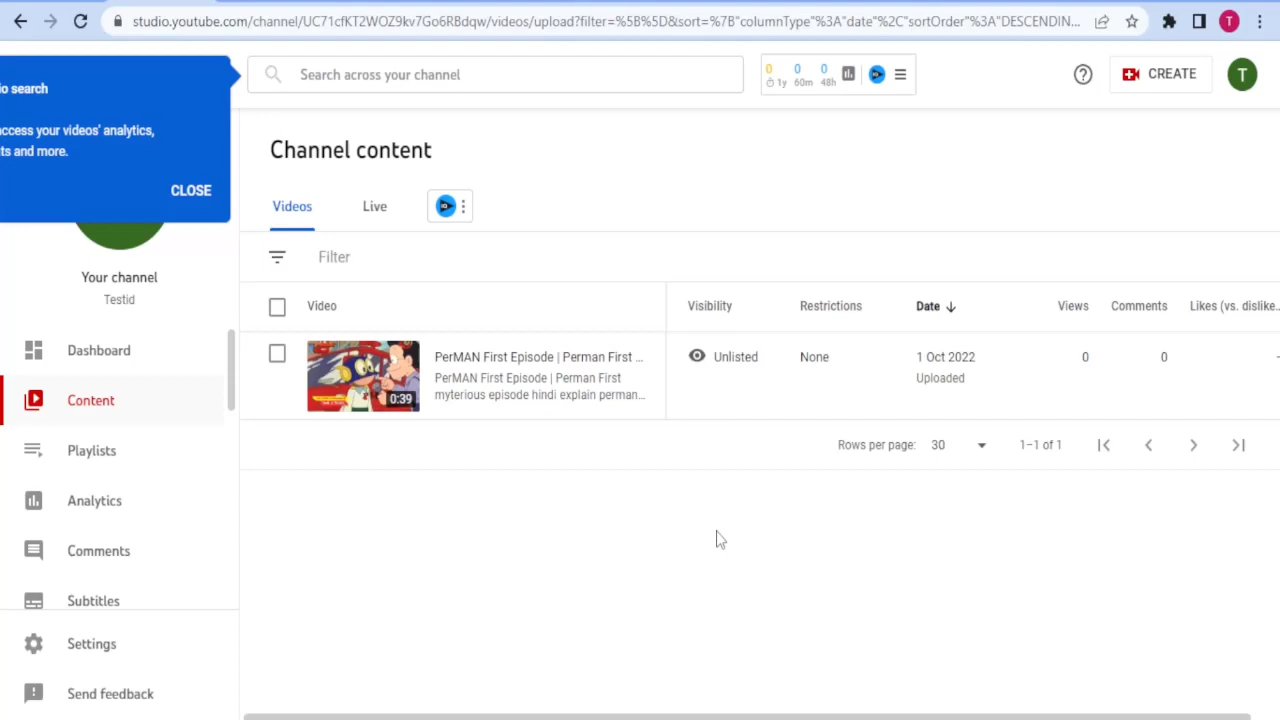 studio.youtube.com/channel/UC71cfKT2WOZ9kv7Go6RBdqw/videos/upload?filter=%5B%5D&sort=%7B"columnType"%3A"date"%2C"sortOrder"%3A"DESCENDIN...
T
io search
access your videos' analytics,
ts and more.
CLOSE
Search across your channel
0 0 0
1y 60m 48h
CREATE
T
Channel content
Videos
Live
Filter
Your channel
Testid
Dashboard
Content
Playlists
Analytics
Comments
Subtitles
Settings
Send feedback
Video Visibility Restrictions Date Views Comments Likes (vs. dislike...
0:39
PerMAN First Episode | Perman First ...
PerMAN First Episode | Perman First
myterious episode hindi explain perman...
Unlisted
None
1 Oct 2022
Uploaded
0
0
Rows per page: 30 1–1 of 1